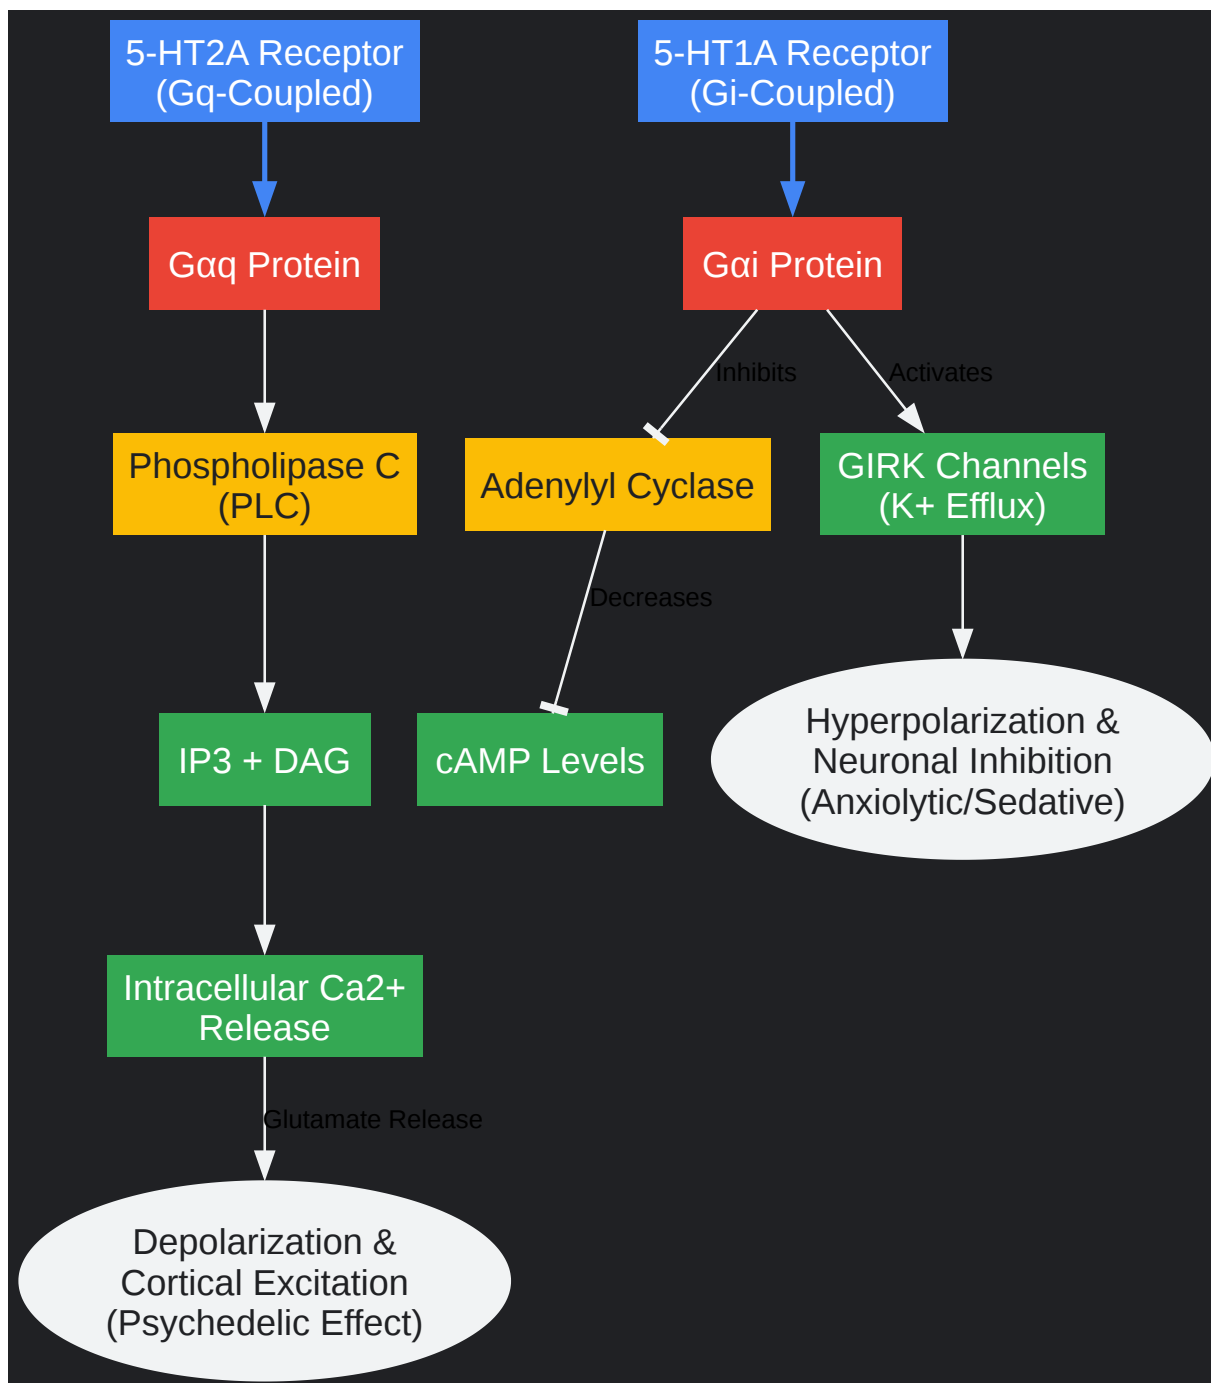 5-HT2A Receptor
(Gq-Coupled)
5-HT1A Receptor
(Gi-Coupled)
Gαq Protein
Gαi Protein
Inhibits
Activates
Phospholipase C
(PLC)
Adenylyl Cyclase
GIRK Channels
(K+ Efflux)
Decreases
IP3 + DAG
cAMP Levels
Hyperpolarization &
Neuronal Inhibition
(Anxiolytic/Sedative)
Intracellular Ca2+
Release
Glutamate Release
Depolarization &
Cortical Excitation
(Psychedelic Effect)